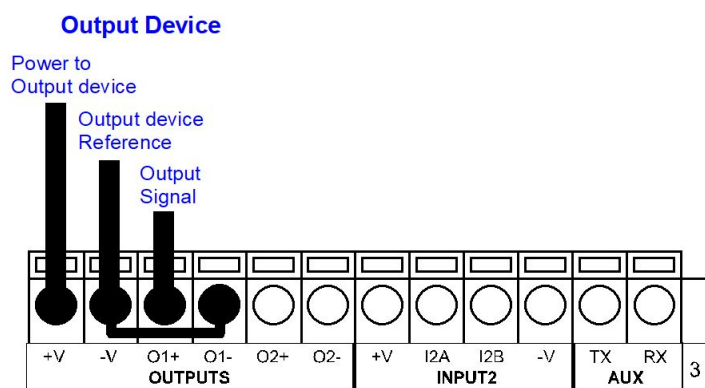 Output Device
Power to
Output device
Output device
Reference
Output
Signal
+V -V O1+ O1- O2+ O2- +V I2A I2B -V TX RX
OUTPUTS INPUT2 AUX 3